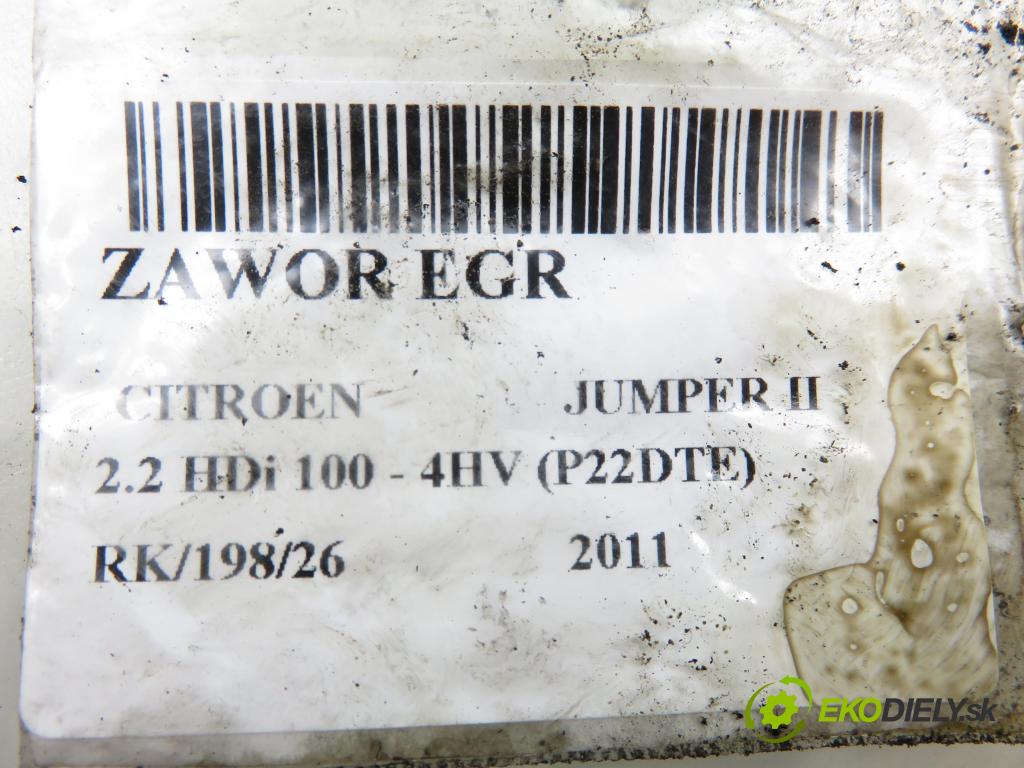 ZAWOR EGR
CITROEN JUMPER II
2.2 HDi 100 - 4HV (P22DTE)
RK/198/26 2011
EKODIELY.sk